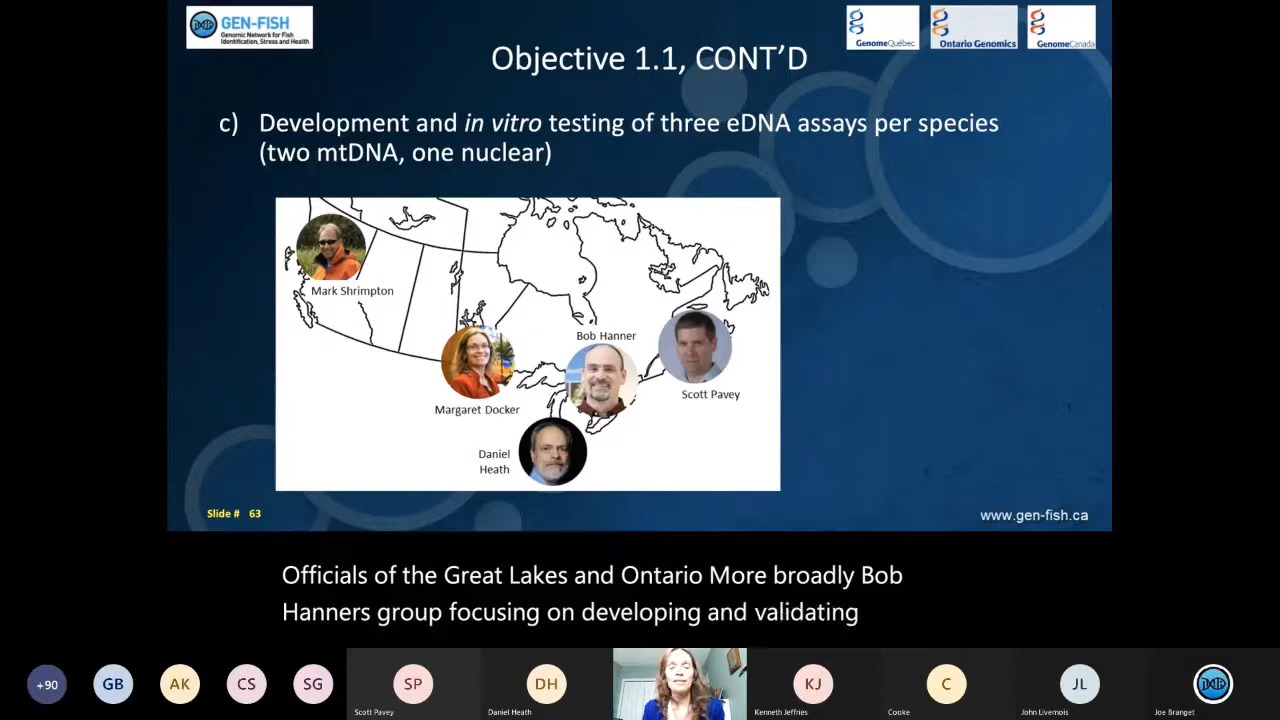 GEN-FISH
Genomic Network for Fish
Identification, Stress and Health
GenomeQuébec
Ontario Genomics
GenomeCanada
Objective 1.1, CONT’D
c) Development and in vitro testing of three eDNA assays per species
(two mtDNA, one nuclear)
Mark Shrimpton
Bob Hanner
Scott Pavey
Margaret Docker
Daniel
Heath
Slide # 63
www.gen-fish.ca
Officials of the Great Lakes and Ontario More broadly Bob
Hanners group focusing on developing and validating
+90
GB
AK
CS
SG
SP
DH
KJ
C
JL
Scott Pavey
Daniel Heath
Kenneth Jeffries
Cooke
John Livernois
Joe Branget